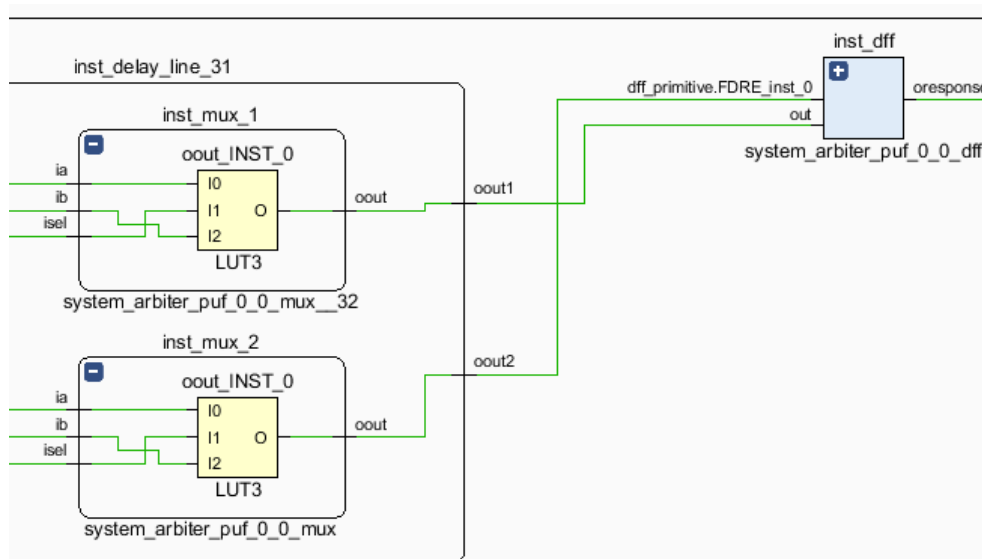 inst_dff
inst_delay_line_31
dff_primitive.FDRE_inst_0
oresponse
out
system_arbiter_puf_0_0_dff
inst_mux_1
oout_INST_0
ia
I0
ib
I1
O
isel
I2
oout
oout1
LUT3
system_arbiter_puf_0_0_mux__32
inst_mux_2
oout_INST_0
oout2
ia
I0
ib
I1
O
isel
I2
oout
LUT3
system_arbiter_puf_0_0_mux